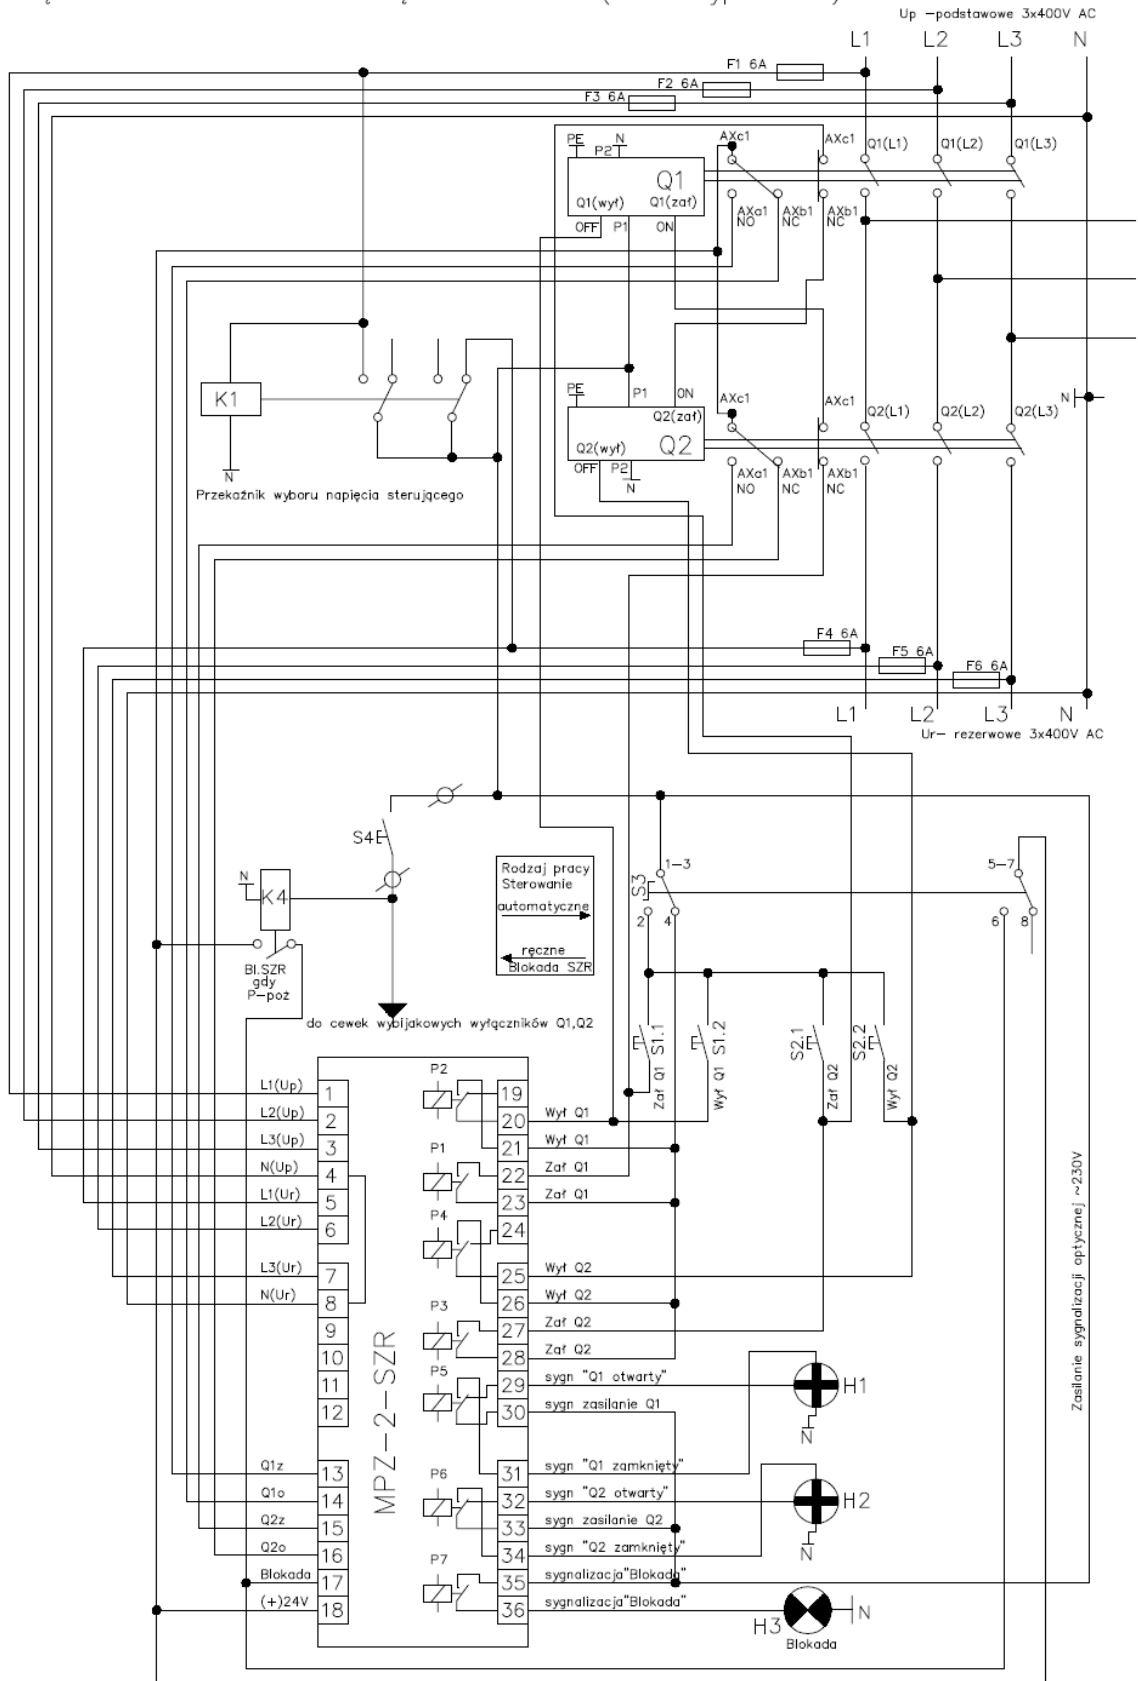 Up –podstawowe 3x400V AC
L1 L2 L3 N
F1 6A
F2 6A
F3 6A
PE N
P2
AXc1 AXc1 Q1(L1) Q1(L2) Q1(L3)
Q1
Q1(wył) Q1(zał)
OFF P1 ON
AXa1 AXb1 AXb1
NO NC NC
K1
N
Przekaźnik wyboru napięcia sterującego
PE P1 ON
AXc1 AXc1 Q2(L1) Q2(L2) Q2(L3)
N
Q2(zał)
Q2(wył) Q2
OFF P2
N
AXa1 AXb1 AXb1
NO NC NC
F4 6A
F5 6A
F6 6A
L1 L2 L3 N
Ur– rezerwowe 3x400V AC
S4E
N
K4
Bl.SZR
gdy
P–poż
Rodzaj pracy
Sterowanie
automatyczne
ręczne
Blokada SZR
S3
1–3
2 4
5–7
6 8
do cewek wybijakowych wyłączników Q1,Q2
S1.1 S1.2 S2.1 S2.2
Zał Q1 Wył Q1 Zał Q2 Wył Q2
Zasilanie sygnalizacji optycznej ~230V
MPZ–2–SZR
L1(Up) 1
L2(Up) 2
L3(Up) 3
N(Up) 4
L1(Ur) 5
L2(Ur) 6
L3(Ur) 7
N(Ur) 8
9
10
11
12
Q1z 13
Q1o 14
Q2z 15
Q2o 16
Blokada 17
(+)24V 18
P2
P1
P4
P3
P5
P6
P7
19
20 Wył Q1
21 Wył Q1
22 Zał Q1
23 Zał Q1
24
25 Wył Q2
26 Wył Q2
27 Zał Q2
28 Zał Q2
29 sygn "Q1 otwarty"
30 sygn zasilanie Q1
31 sygn "Q1 zamknięty"
32 sygn "Q2 otwarty"
33 sygn zasilanie Q2
34 sygn "Q2 zamknięty"
35 sygnalizacja"Blokada"
36 sygnalizacja"Blokada"
H1
N
H2
N
H3 N
Blokada